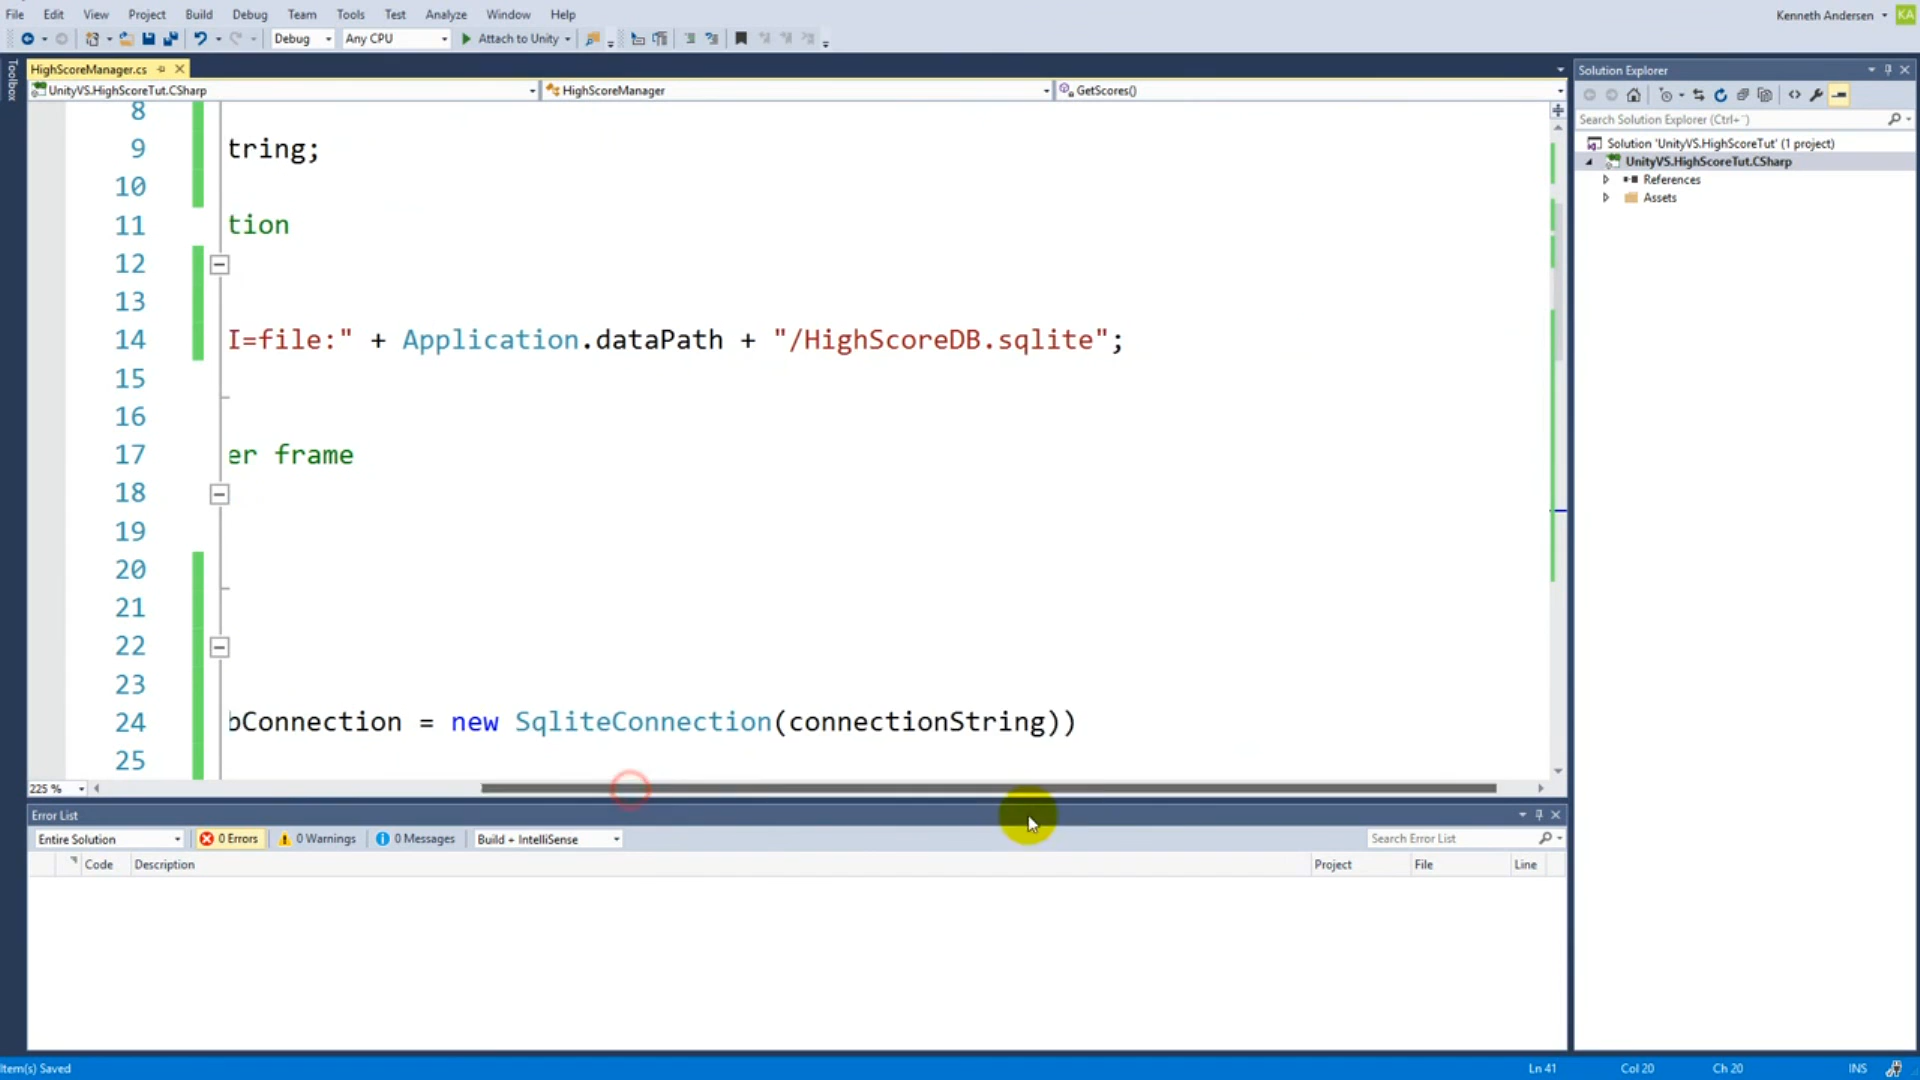 File Edit View Project Build Debug Team Tools Test Analyze Window Help Kenneth Andersen KA
Debug Any CPU Attach to Unity
Toolbox
HighScoreManager.cs
UnityVS.HighScoreTut.CSharp HighScoreManager GetScores()
8
9 tring;
10
11 tion
12
13
14 I=file:" + Application.dataPath + "/HighScoreDB.sqlite";
15
16
17 er frame
18
19
20
21
22
23
24 bConnection = new SqliteConnection(connectionString))
25
225 %
Error List
Entire Solution 0 Errors 0 Warnings 0 Messages Build + IntelliSense Search Error List
Code Description Project File Line
Solution Explorer
Search Solution Explorer (Ctrl+¨)
Solution 'UnityVS.HighScoreTut' (1 project)
UnityVS.HighScoreTut.CSharp
References
Assets
Item(s) Saved Ln 41 Col 20 Ch 20 INS